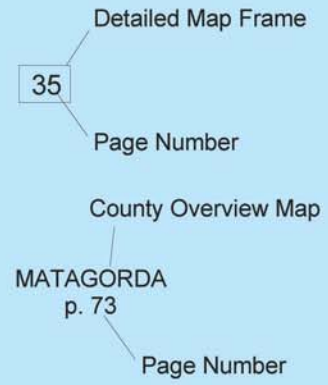 Detailed Map Frame
35
Page Number
County Overview Map
MATAGORDA
p. 73
Page Number